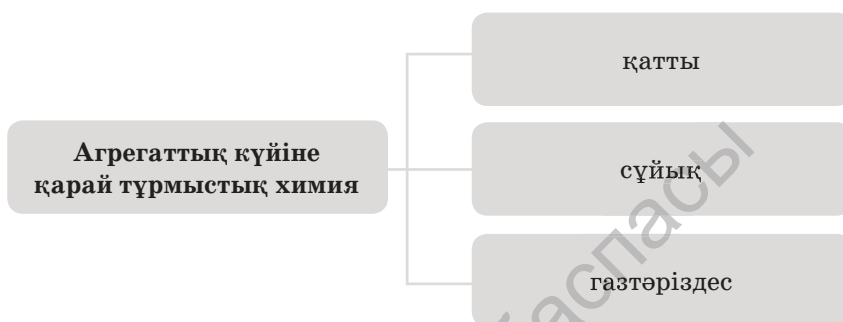 қатты
Агрегаттық күйіне
қарай тұрмыстық химия
сұйық
газтәріздес